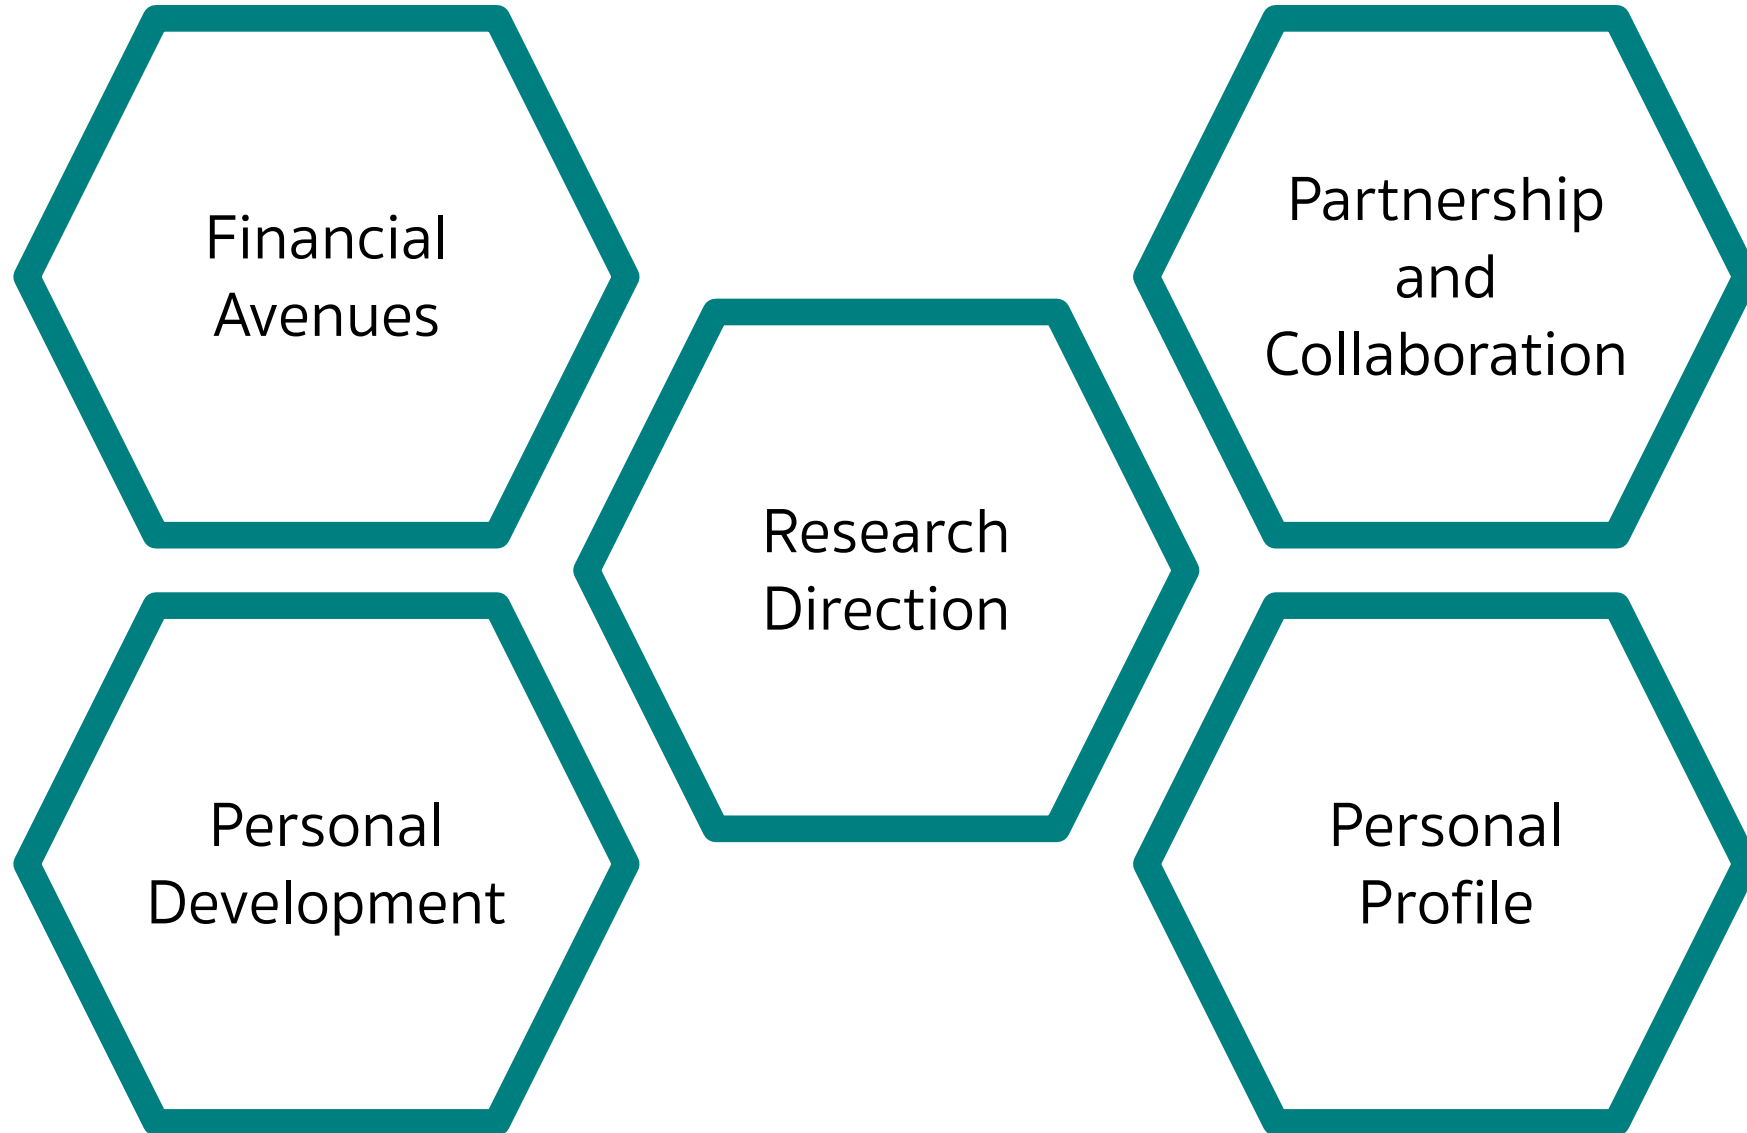 Financial
Avenues
Partnership
and
Collaboration
Research
Direction
Personal
Development
Personal
Profile